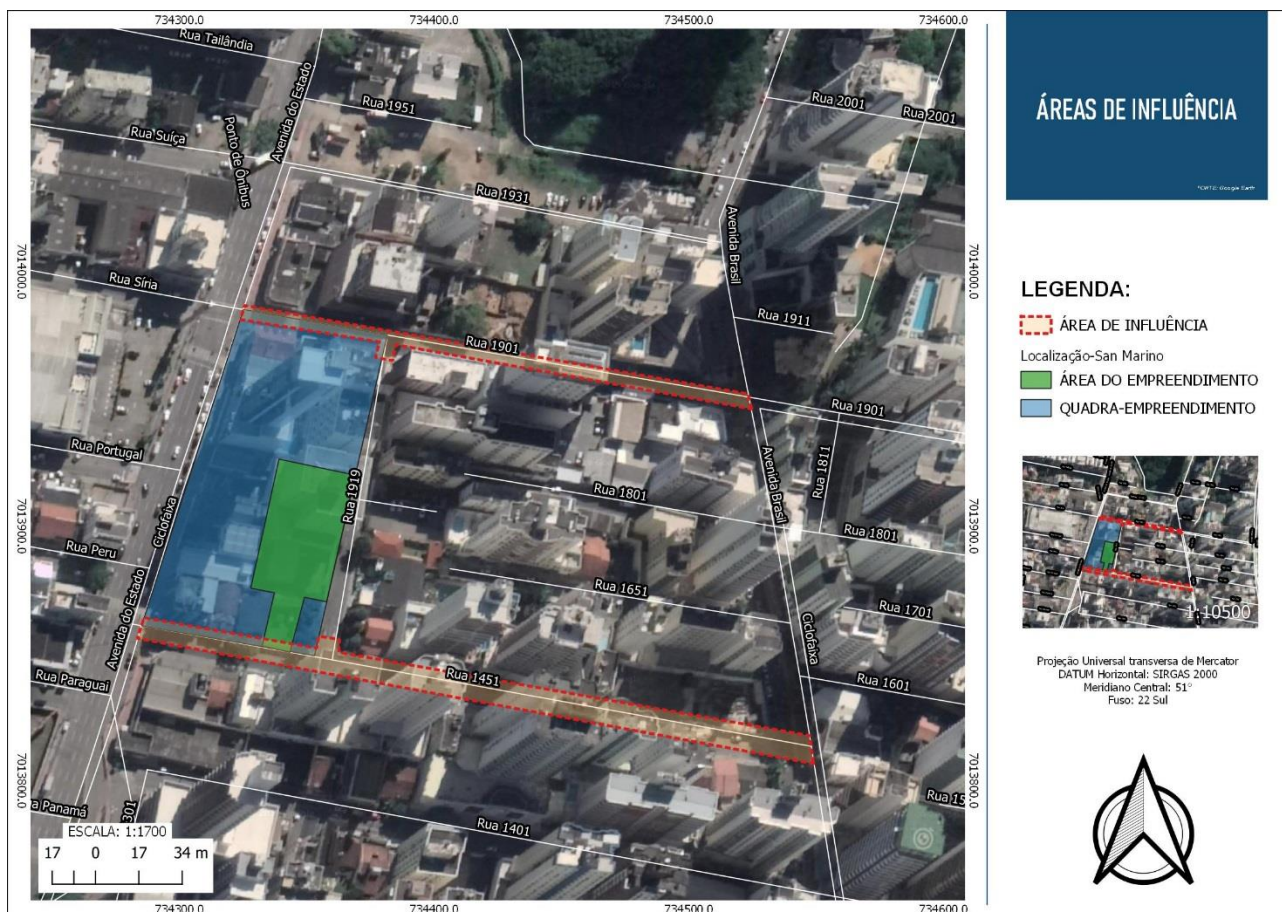 734300.0
734400.0
734500.0
734600.0
Rua Tailândia
Avenida do Estado
Rua 1951
Rua 2001
Rua 2001
Rua Suíça
Ponto de Ônibus
Rua 1931
Avenida Brasil
7014000.0
7014000.0
Rua Síria
Rua 1911
Rua 1901
Rua 1901
Rua 1811
Rua Portugal
Rua 1919
Rua 1801
Avenida Brasil
Rua 1801
7013900.0
7013900.0
Ciclofaixa
Rua Peru
Rua 1651
Rua 1701
Avenida do Estado
Ciclofaixa
Rua Paraguai
Rua 1451
Rua 1601
7013800.0
7013800.0
ua Panamá
301
Rua 1401
15
ESCALA: 1:1700
17 0 17 34 m
734300.0
734400.0
734500.0
734600.0
ÁREAS DE INFLUÊNCIA
*FONTE: Google Earth
LEGENDA:
ÁREA DE INFLUÊNCIA
Localização-San Marino
ÁREA DO EMPREENDIMENTO
QUADRA-EMPREENDIMENTO
1:10500
Projeção Universal transversa de Mercator
DATUM Horizontal: SIRGAS 2000
Meridiano Central: 51°
Fuso: 22 Sul